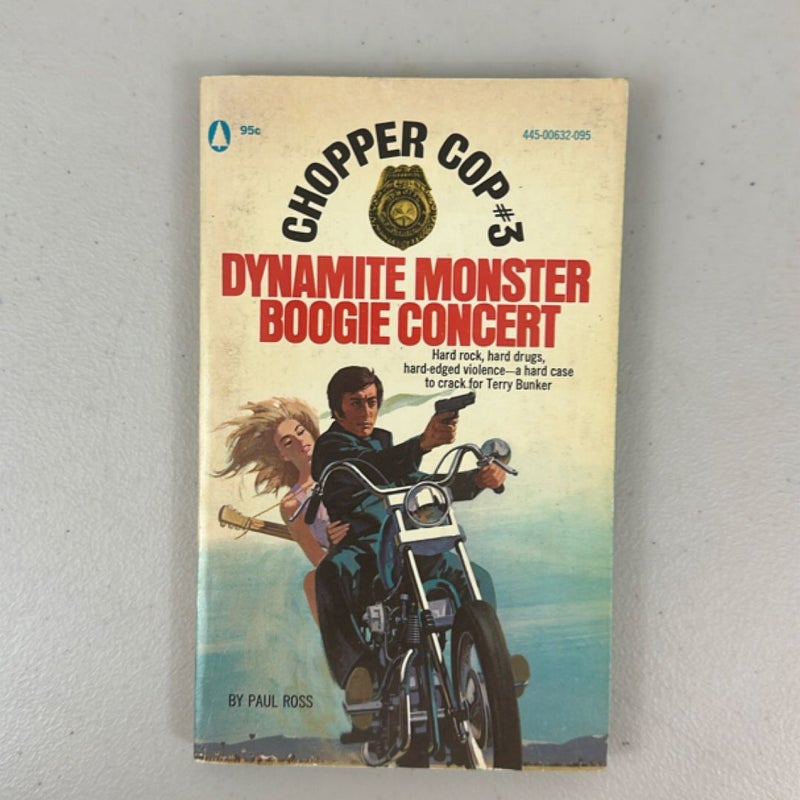 95c
445-00632-095
CHOPPER COP #3
DYNAMITE MONSTER
BOOGIE CONCERT
Hard rock, hard drugs,
hard-edged violence—a hard case
to crack for Terry Bunker
BY PAUL ROSS